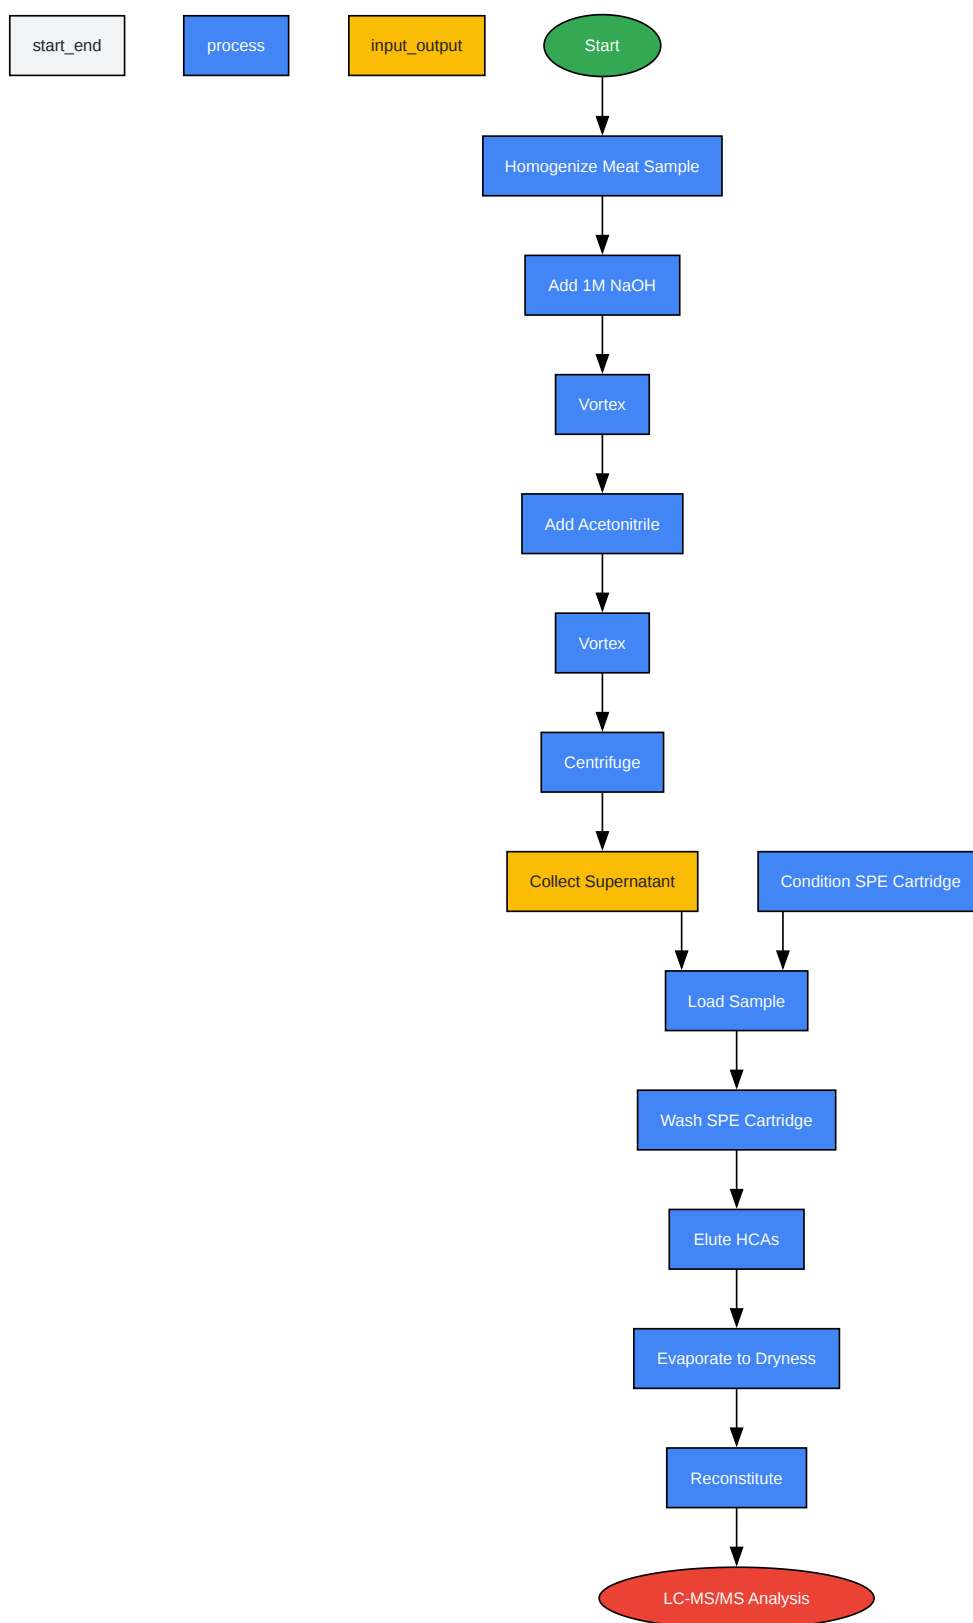 start_end
process
input_output
Start
Homogenize Meat Sample
Add 1M NaOH
Vortex
Add Acetonitrile
Vortex
Centrifuge
Collect Supernatant
Condition SPE Cartridge
Load Sample
Wash SPE Cartridge
Elute HCAs
Evaporate to Dryness
Reconstitute
LC-MS/MS Analysis